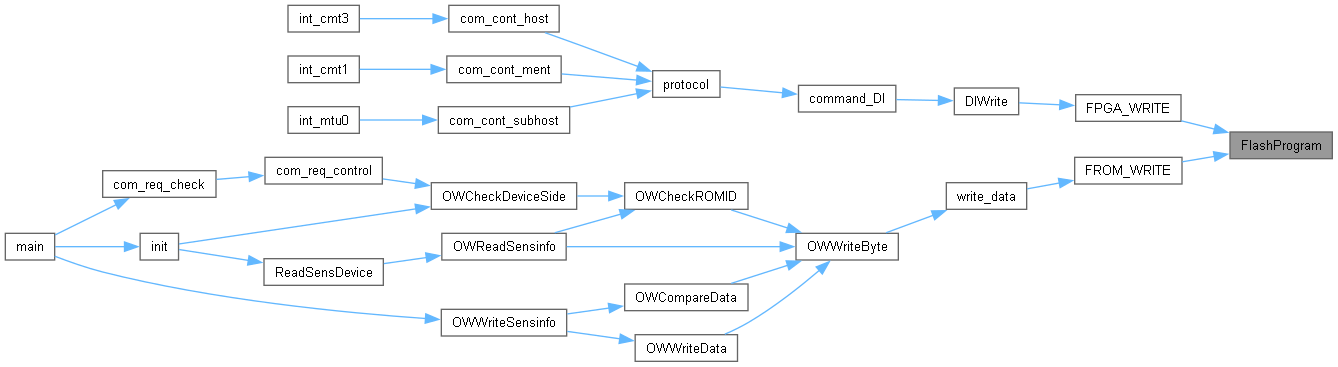 int_cmt3
com_cont_host
int_cmt1
com_cont_ment
protocol
command_DI
DIWrite
FPGA_WRITE
int_mtu0
com_cont_subhost
FlashProgram
com_req_check
com_req_control
FROM_WRITE
OWCheckDeviceSide
OWCheckROMID
write_data
main
init
OWReadSensinfo
OWWriteByte
ReadSensDevice
OWCompareData
OWWriteSensinfo
OWWriteData